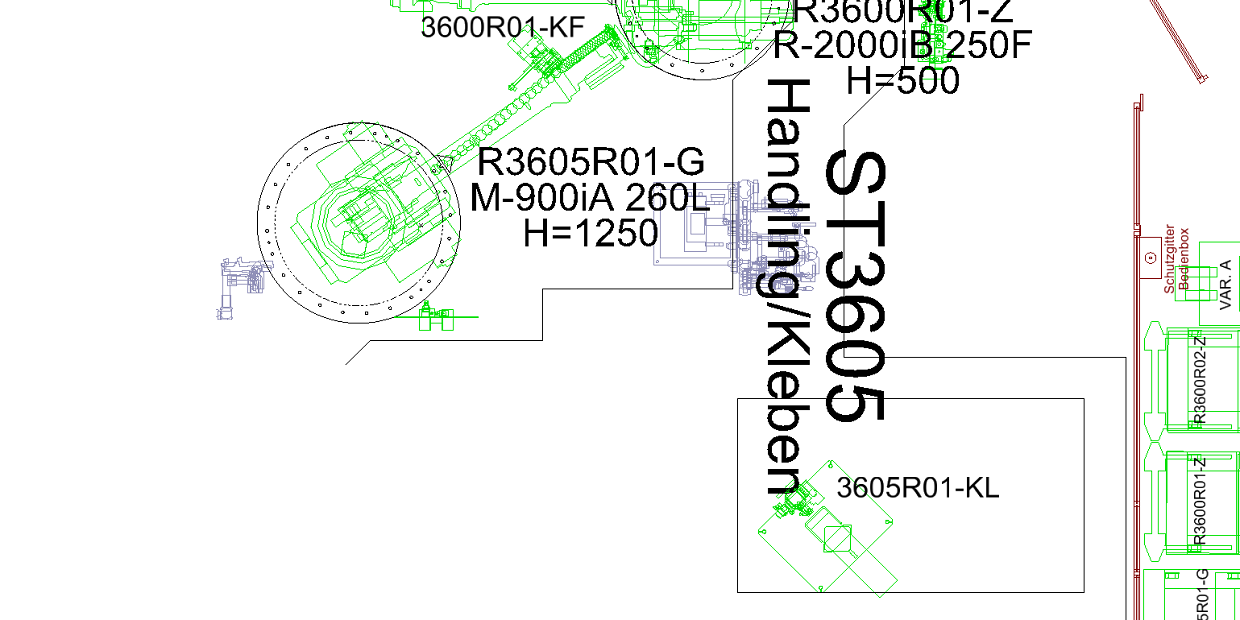 R3600R01-Z
R-2000iB 250F
H=500
3600R01-KF
R3605R01-G
M-900iA 260L
H=1250
ST3605
Handling/Kleben
3605R01-KL
Schutzgitter
Bedienbox
VAR. A
R3600R02-Z
R3600R01-Z
5R01-G